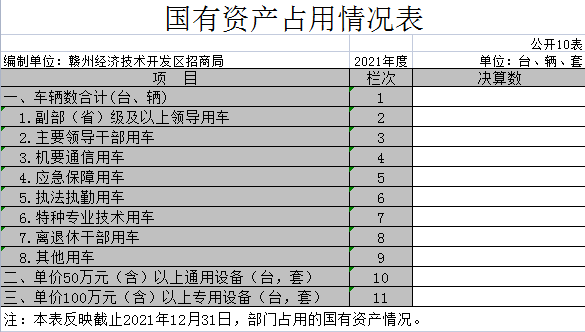 国有资产占用情况表
公开10表
编制单位：赣州经济技术开发区招商局 2021年度 单位：台、辆、套
项 目 栏次 决算数
一、车辆数合计(台、辆) 1
1.副部（省）级及以上领导用车 2
2.主要领导干部用车 3
3.机要通信用车 4
4.应急保障用车 5
5.执法执勤用车 6
6.特种专业技术用车 7
7.离退休干部用车 8
8.其他用车 9
二、单价50万元（含）以上通用设备（台，套） 10
三、单价100万元（含）以上专用设备（台，套） 11
注：本表反映截止2021年12月31日，部门占用的国有资产情况。